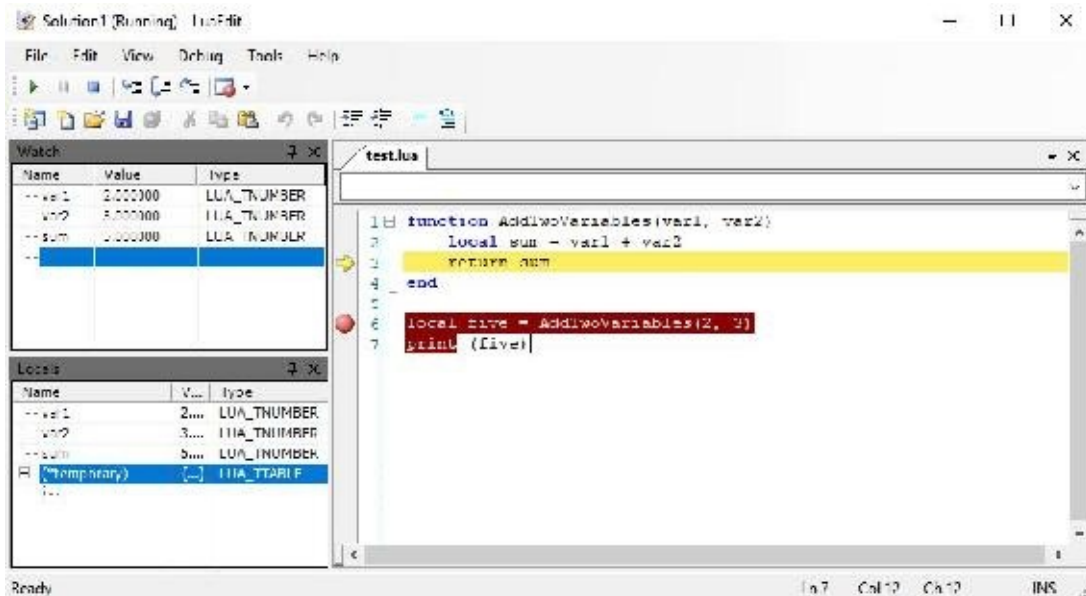 Solution1 (Running) LuaEdit
File Edit View Debug Tools Help
Watch
Name Value Type
var1 2.000000 LUA_TNUMBER
var2 3.000000 LUA_TNUMBER
sum 5.000000 LUA_TNUMBER
Locals
Name V... Type
var1 2.... LUA_TNUMBER
var2 3.... LUA_TNUMBER
sum 5.... LUA_TNUMBER
(*temporary) {...} LUA_TTABLE
test.lua
1 function AddTwoVariables(var1, var2)
2 local sum = var1 + var2
3 return sum
4 end
5
6 local five = AddTwoVariables(2, 3)
7 print (five)
Ready Ln 7 Col 12 Ch 12 INS